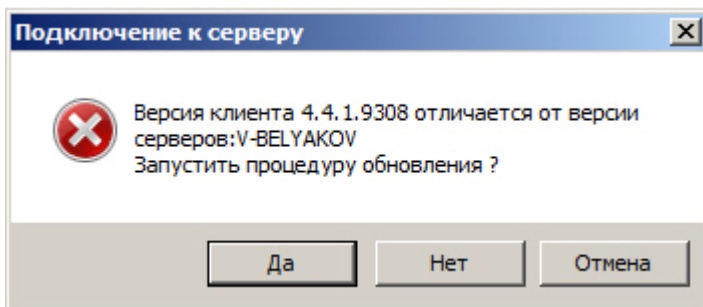 Подключение к серверу
Версия клиента 4.4.1.9308 отличается от версии
серверов:V-BELYAKOV
Запустить процедуру обновления ?
Да
Нет
Отмена